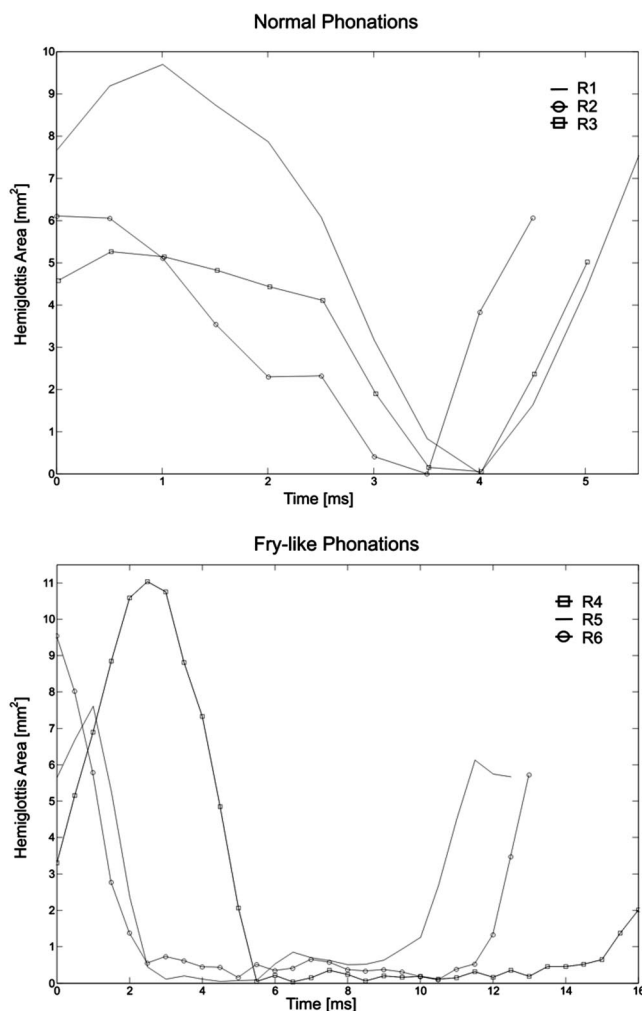 Normal Phonations
10
9
8
7
6
5
4
3
2
1
0
Hemiglottis Area [mm²]
R1
R2
R3
0 1 2 3 4 5
Time [ms]
Fry-like Phonations
11
10
9
8
7
6
5
4
3
2
1
0
Hemiglottis Area [mm²]
R4
R5
R6
0 2 4 6 8 10 12 14 16
Time [ms]